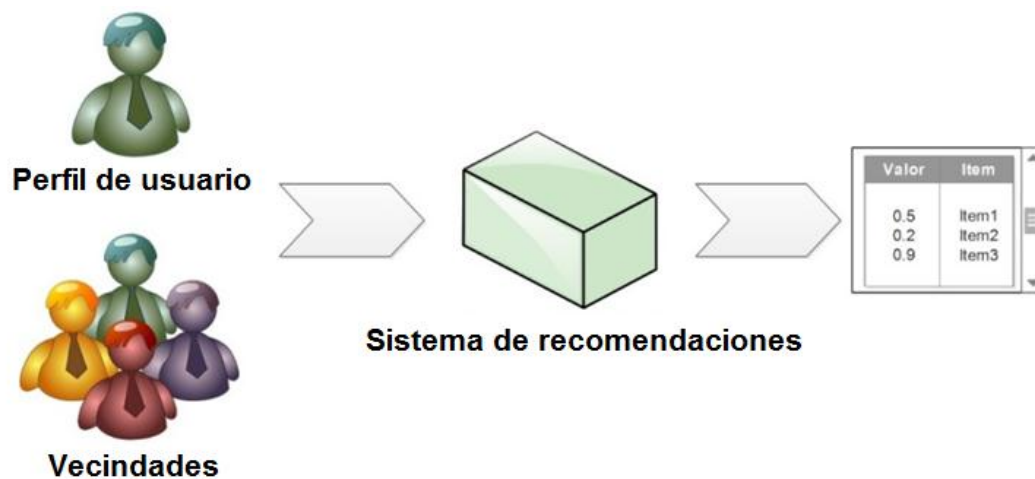 Perfil de usuario
Vecindades
Sistema de recomendaciones
Valor Item
0.5 Item1
0.2 Item2
0.9 Item3